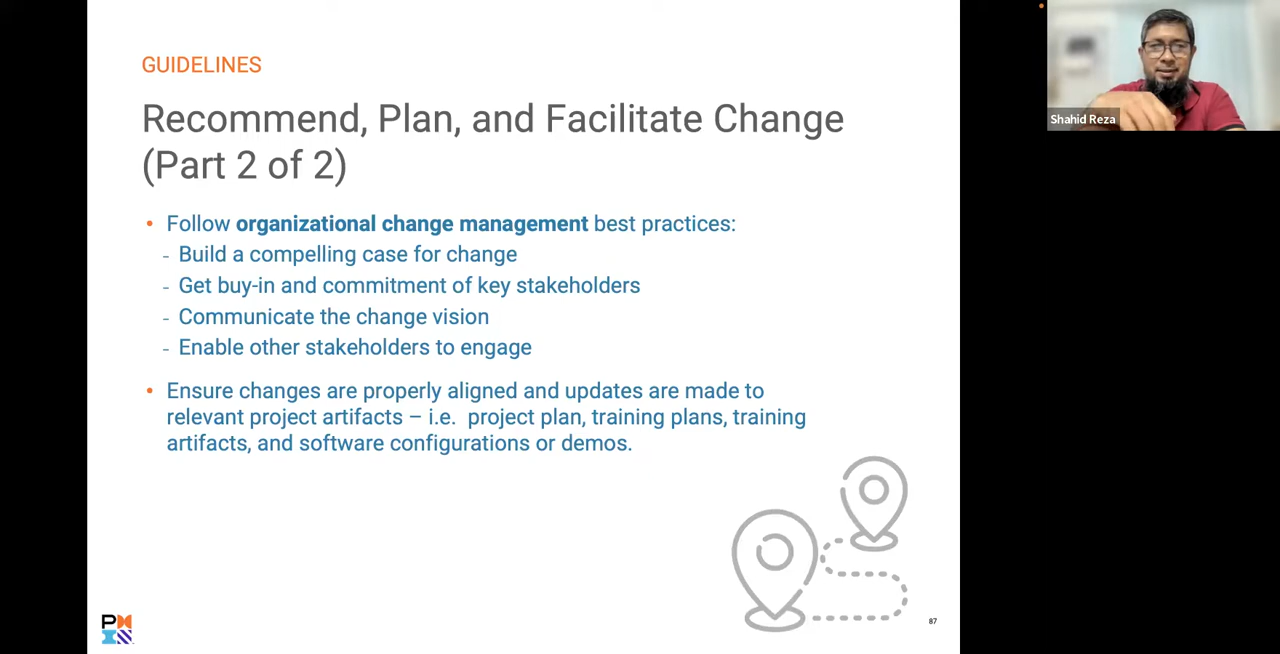 GUIDELINES
Recommend, Plan, and Facilitate Change
(Part 2 of 2)
• Follow organizational change management best practices:
- Build a compelling case for change
- Get buy-in and commitment of key stakeholders
- Communicate the change vision
- Enable other stakeholders to engage
• Ensure changes are properly aligned and updates are made to
relevant project artifacts – i.e. project plan, training plans, training
artifacts, and software configurations or demos.
87
Shahid Reza